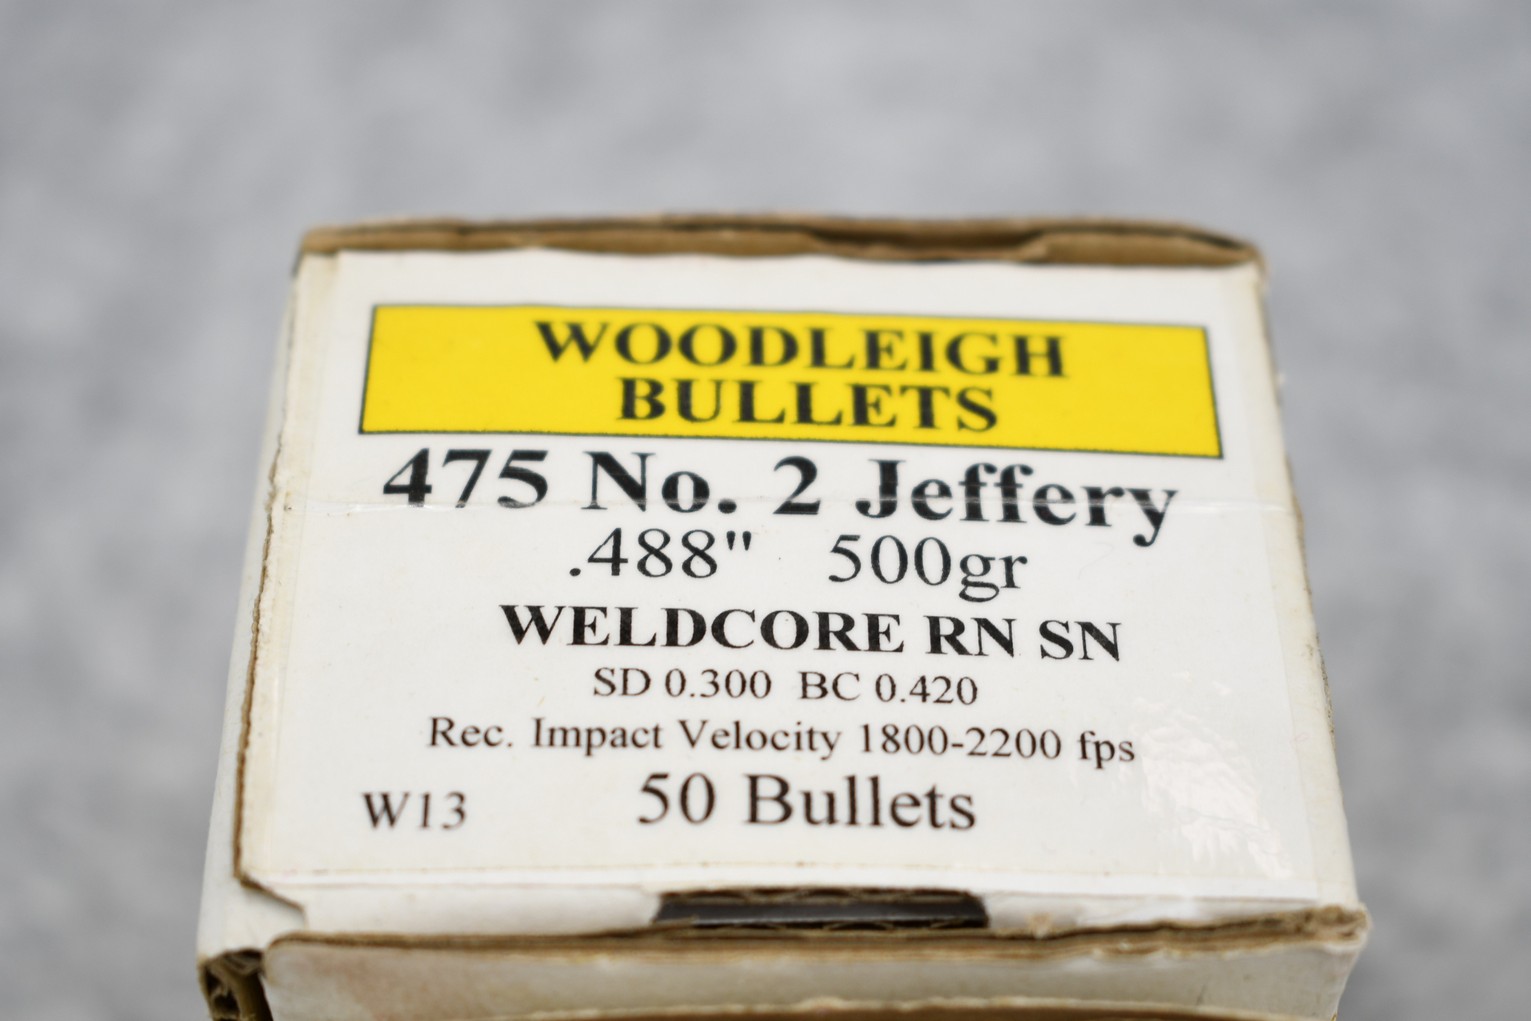 WOODLEIGH
BULLETS
475 No. 2 Jeffery
.488" 500gr
WELDCORE RN SN
SD 0.300 BC 0.420
Rec. Impact Velocity 1800-2200 fps
W13 50 Bullets